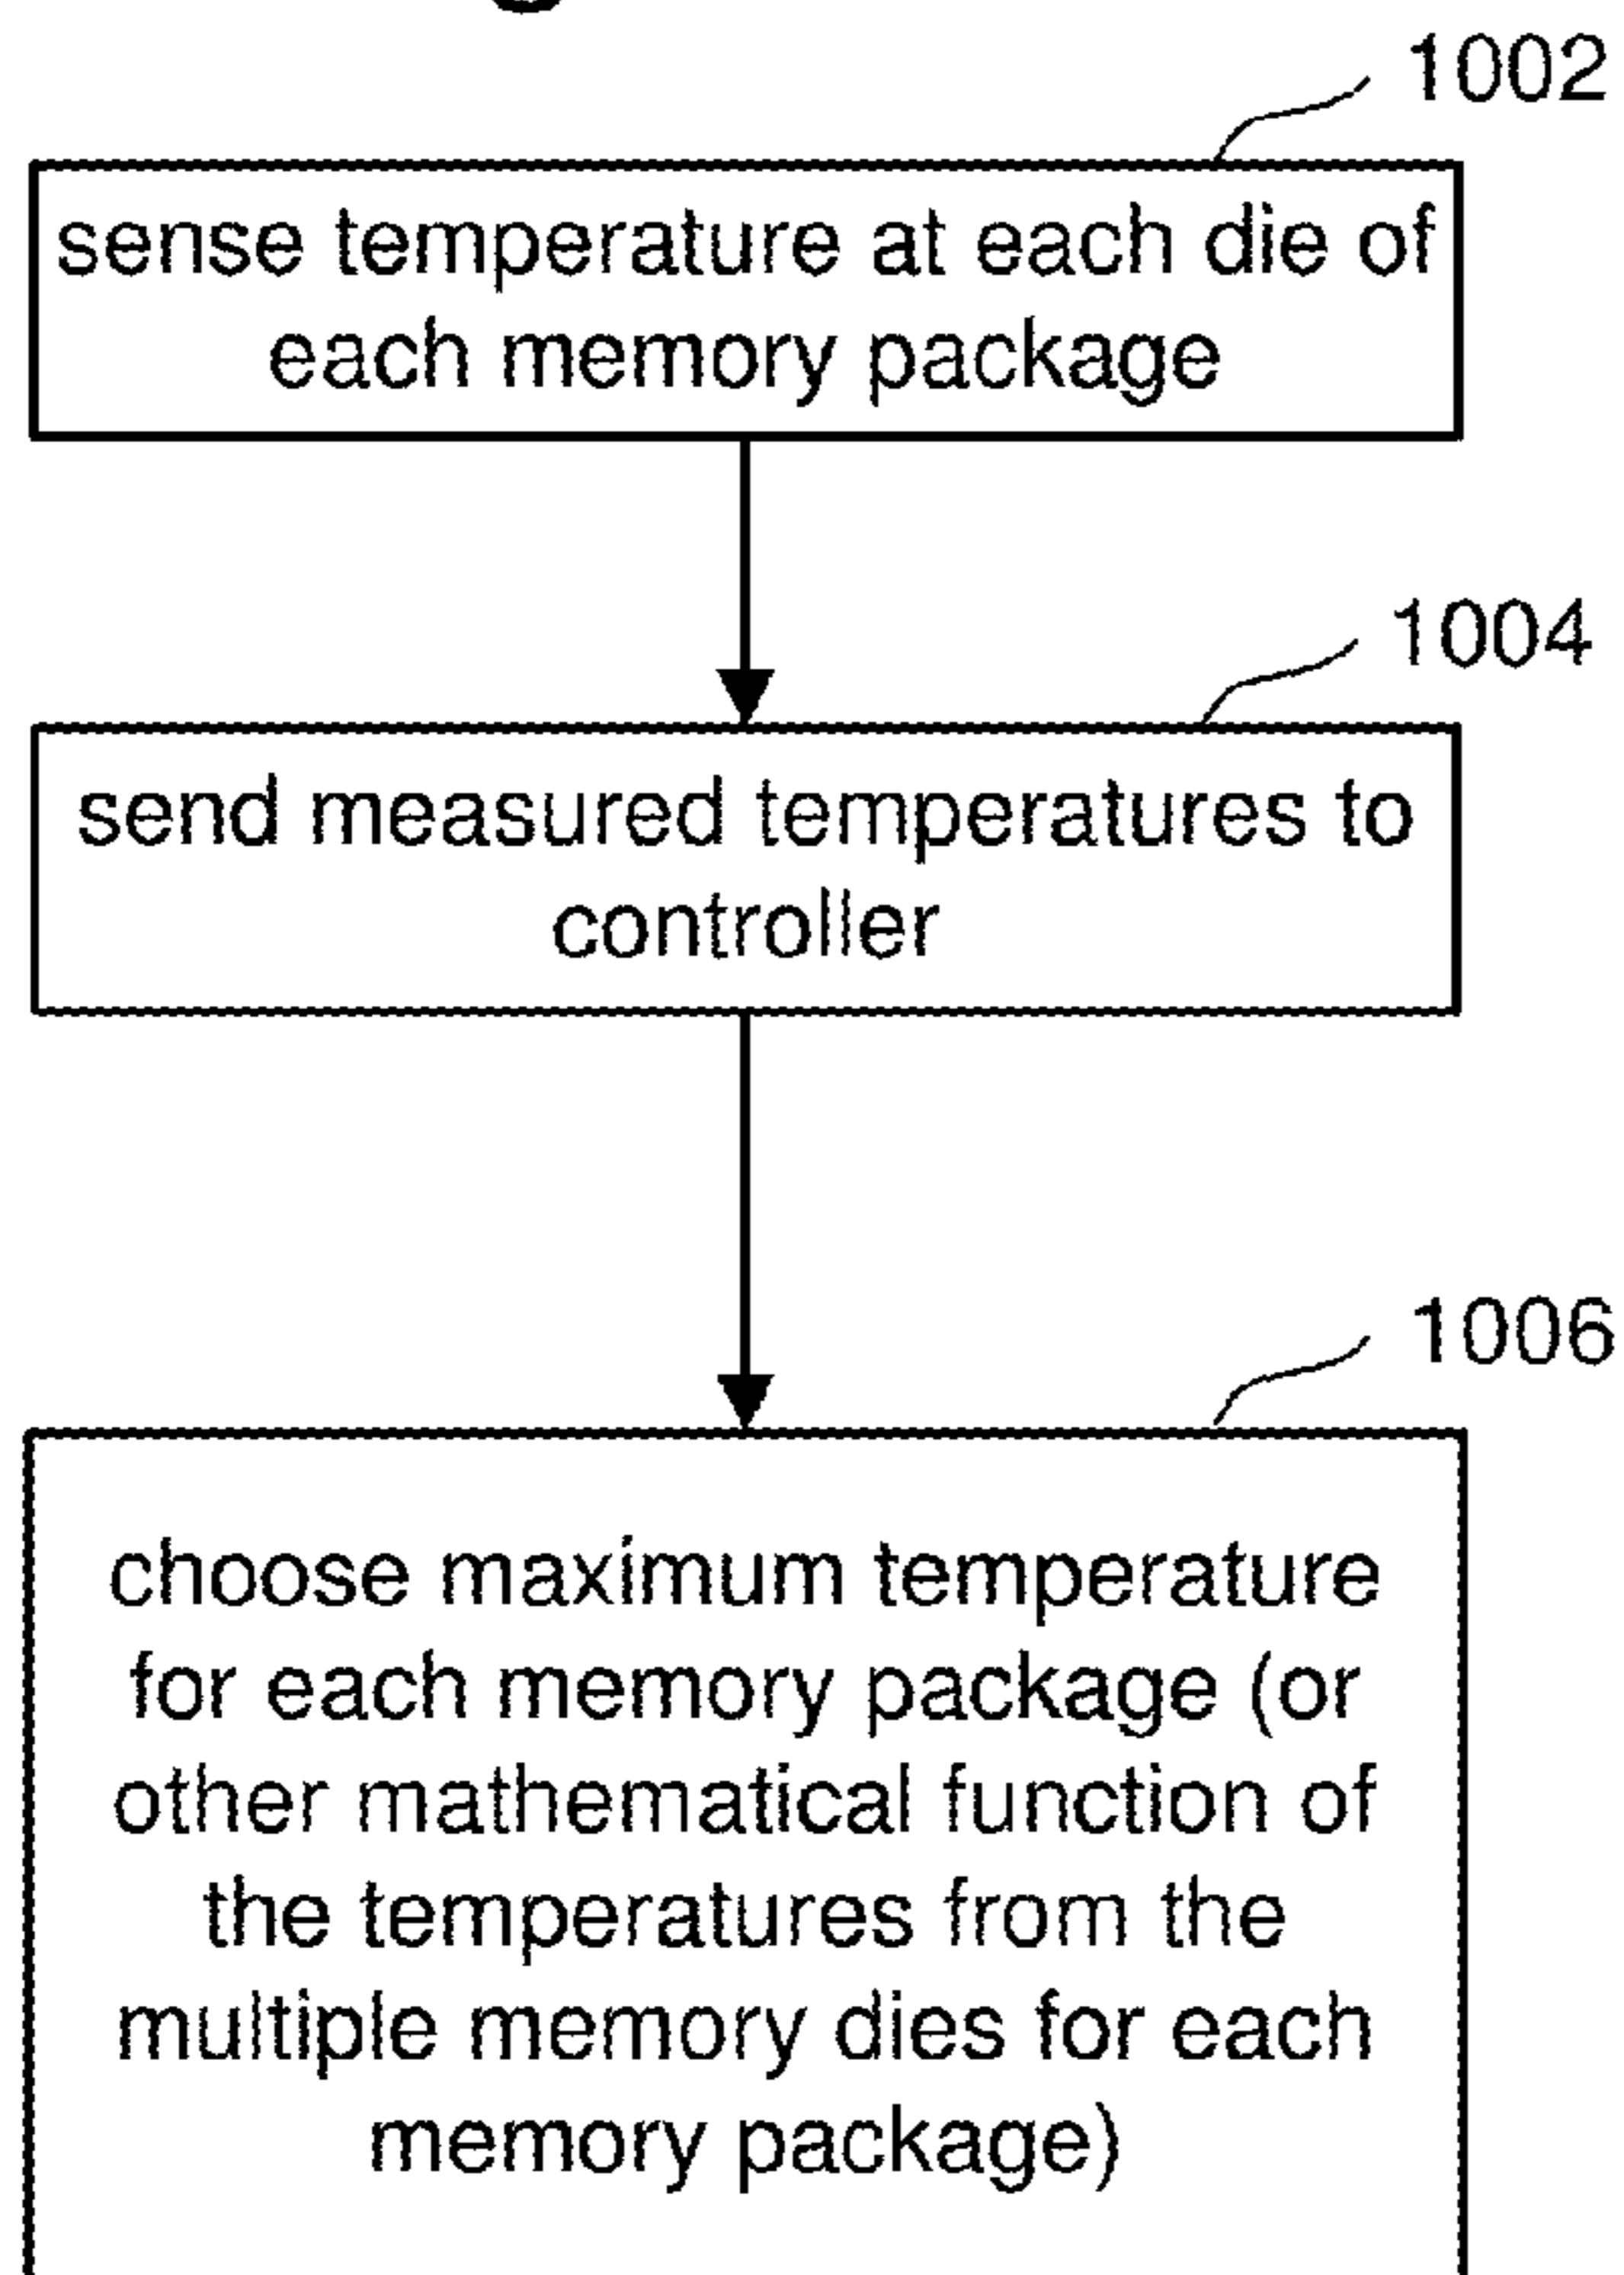 1002
sense temperature at each die of
each memory package
1004
send measured temperatures to
controller
1006
choose maximum temperature
for each memory package (or
other mathematical function of
the temperatures from the
multiple memory dies for each
memory package)